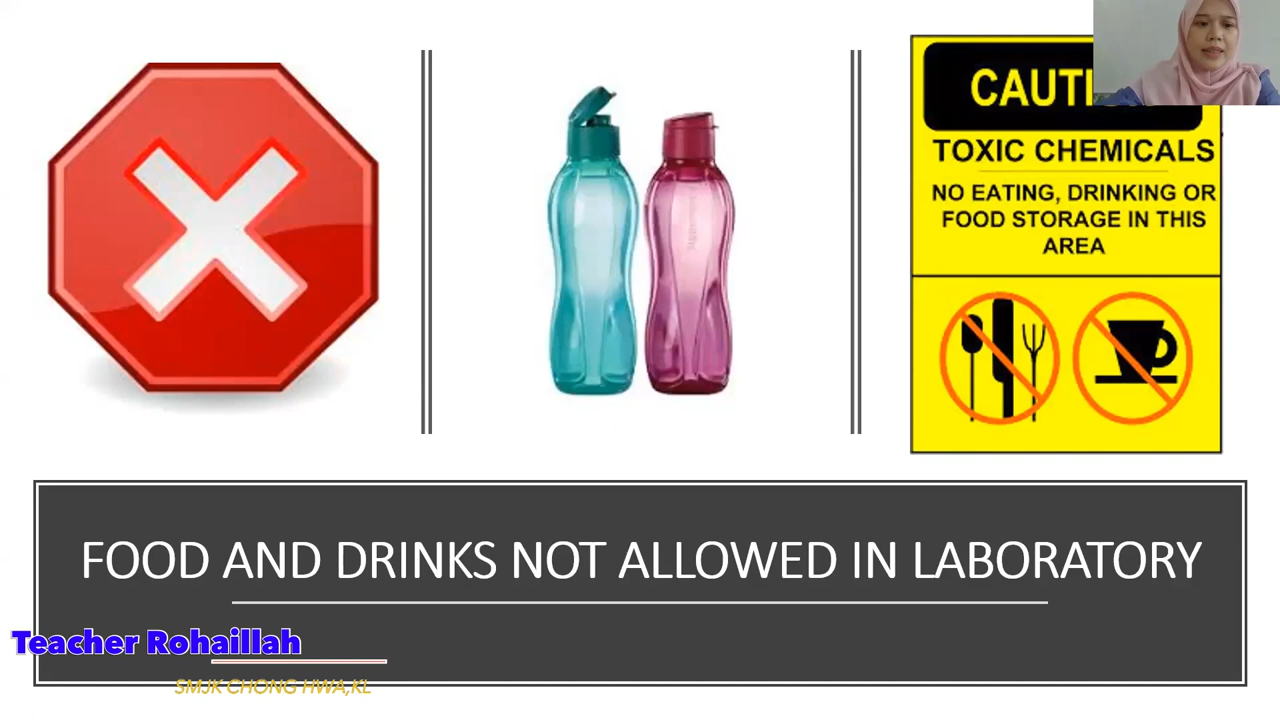 TOXIC CHEMICALS
NO EATING, DRINKING OR
FOOD STORAGE IN THIS
AREA
FOOD AND DRINKS NOT ALLOWED IN LABORATORY
Teacher Rohaillah
SMJK CHONG HWA,KL